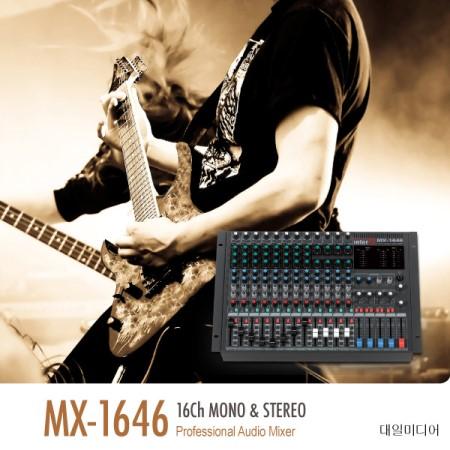 inter
MX-1646
MX-1646
16Ch MONO & STEREO
Professional Audio Mixer
대일미디어